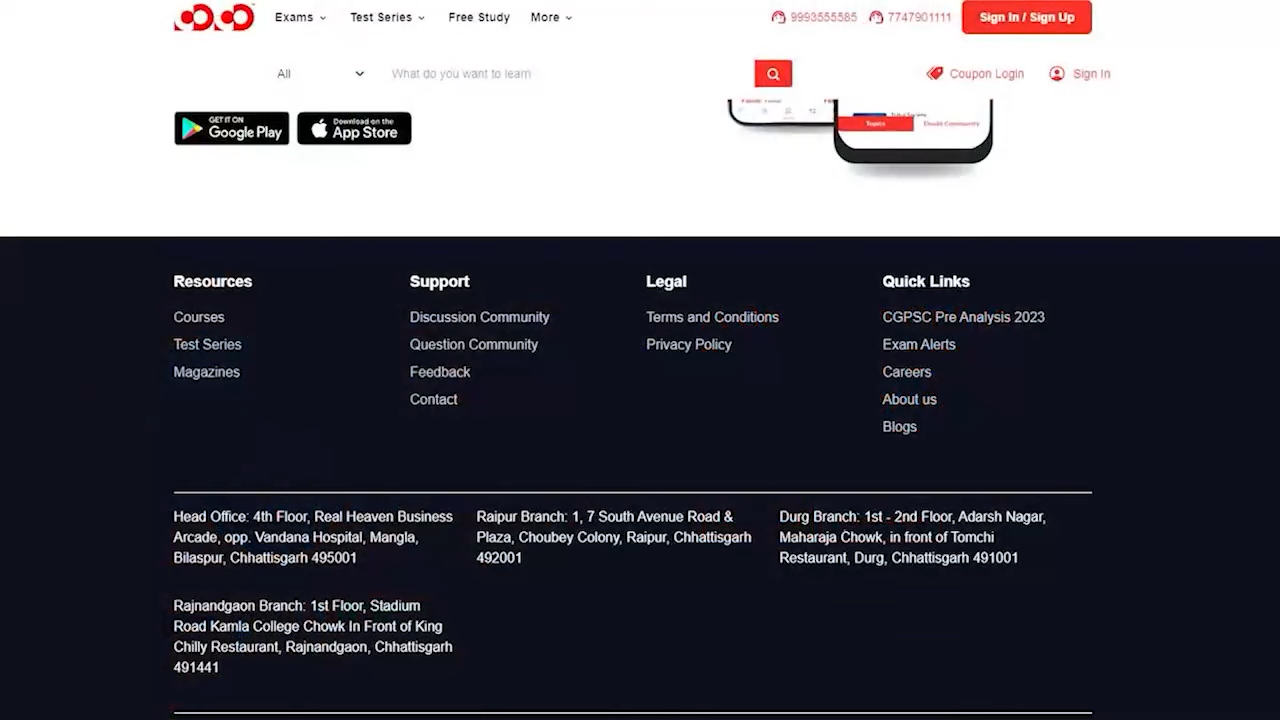 Exams Test Series Free Study More 9993555585 7747901111 Sign In / Sign Up
All What do you want to learn Coupon Login Sign In
GET IT ON Google Play Download on the App Store
Topics Doubt Community
Resources Support Legal Quick Links
Courses Discussion Community Terms and Conditions CGPSC Pre Analysis 2023
Test Series Question Community Privacy Policy Exam Alerts
Magazines Feedback Careers
Contact About us
Blogs
Head Office: 4th Floor, Real Heaven Business
Arcade, opp. Vandana Hospital, Mangla,
Bilaspur, Chhattisgarh 495001
Raipur Branch: 1, 7 South Avenue Road &
Plaza, Choubey Colony, Raipur, Chhattisgarh
492001
Durg Branch: 1st - 2nd Floor, Adarsh Nagar,
Maharaja Chowk, in front of Tomchi
Restaurant, Durg, Chhattisgarh 491001
Rajnandgaon Branch: 1st Floor, Stadium
Road Kamla College Chowk In Front of King
Chilly Restaurant, Rajnandgaon, Chhattisgarh
491441